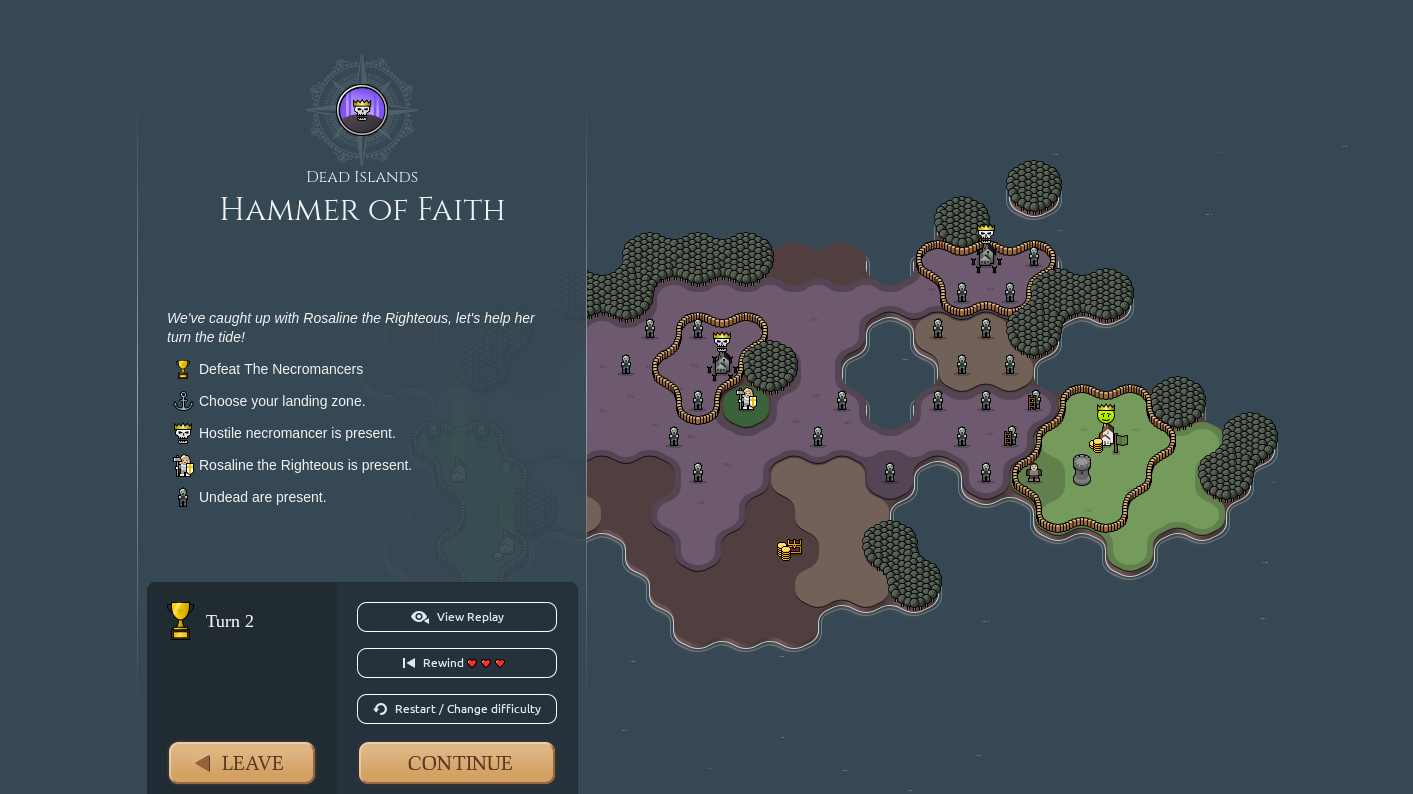 Dead Islands
Hammer of Faith
We've caught up with Rosaline the Righteous, let's help her
turn the tide!
Defeat The Necromancers
Choose your landing zone.
Hostile necromancer is present.
Rosaline the Righteous is present.
Undead are present.
Turn 2
View Replay
Rewind
Restart / Change difficulty
LEAVE
CONTINUE